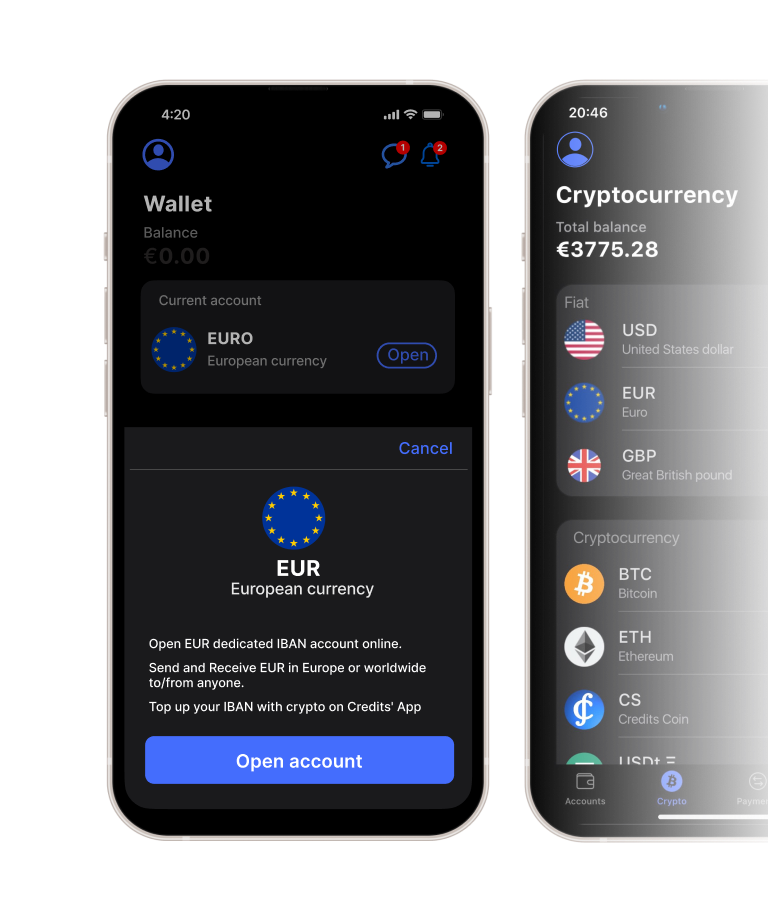 4:20
1
2
Wallet
Balance
€0.00
Current account
EURO
European currency
Open
Cancel
EUR
European currency
Open EUR dedicated IBAN account online.
Send and Receive EUR in Europe or worldwide
to/from anyone.
Top up your IBAN with crypto on Credits' App
Open account
20:46
Cryptocurrency
Total balance
€3775.28
Fiat
USD
United States dollar
EUR
Euro
GBP
Great British pound
Cryptocurrency
BTC
Bitcoin
ETH
Ethereum
CS
Credits Coin
USDt Ξ
Accounts
Crypto